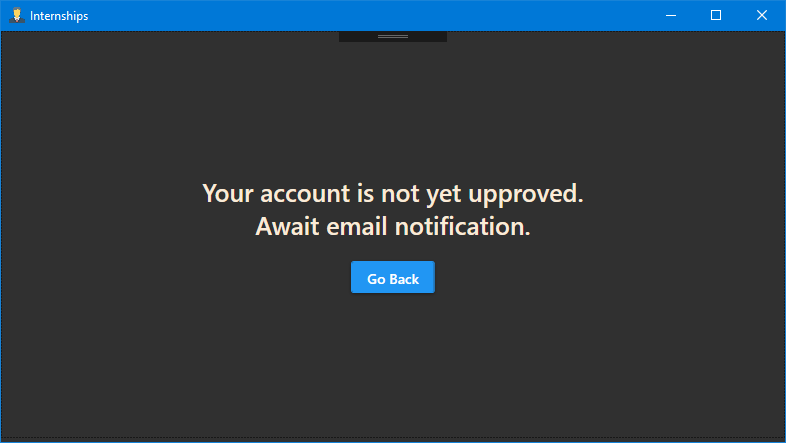 Internships
Your account is not yet upproved.
Await email notification.
Go Back